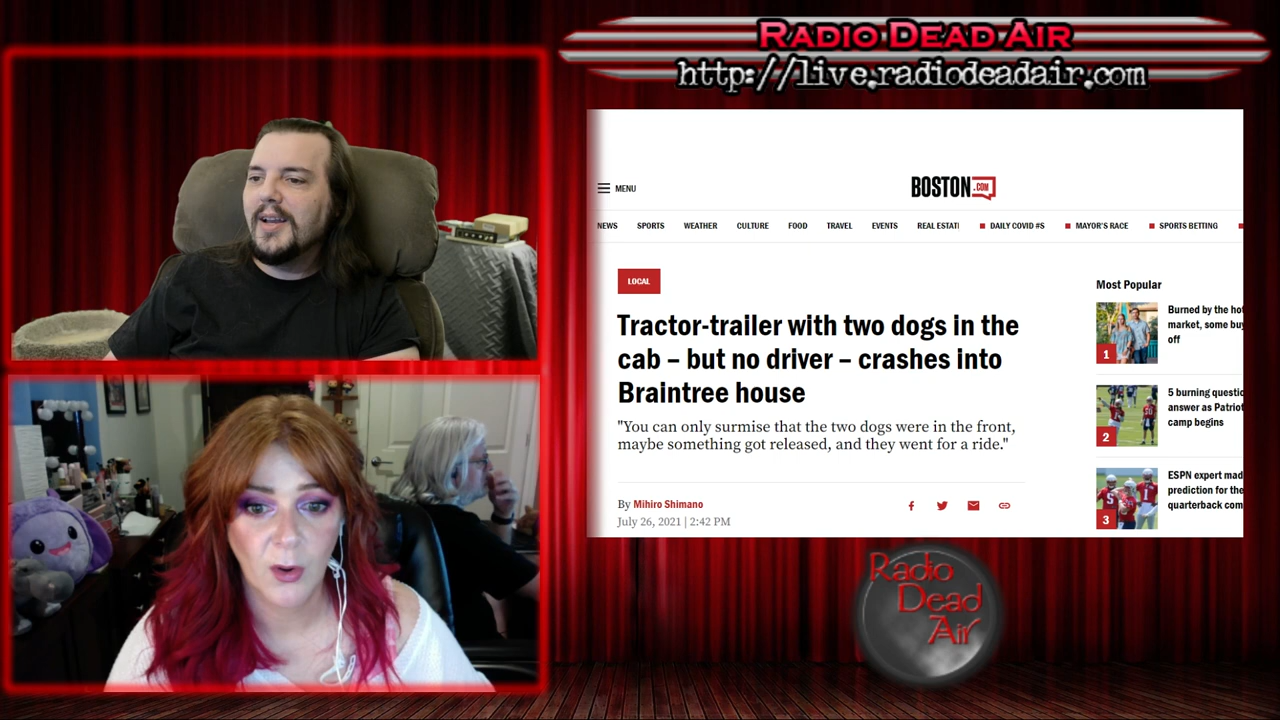 RADIO DEAD AIR
http://live.radiodeadair.com
MENU
BOSTON.COM
NEWS SPORTS WEATHER CULTURE FOOD TRAVEL EVENTS REAL ESTATE DAILY COVID #S MAYOR'S RACE SPORTS BETTING
LOCAL
Tractor-trailer with two dogs in the
cab – but no driver – crashes into
Braintree house
"You can only surmise that the two dogs were in the front,
maybe something got released, and they went for a ride."
By Mihiro Shimano
July 26, 2021 | 2:42 PM
Most Popular
1
Burned by the hot
market, some buy
off
2
5 burning questio
answer as Patriot
camp begins
3
ESPN expert mad
prediction for the
quarterback com
Radio
Dead
Air